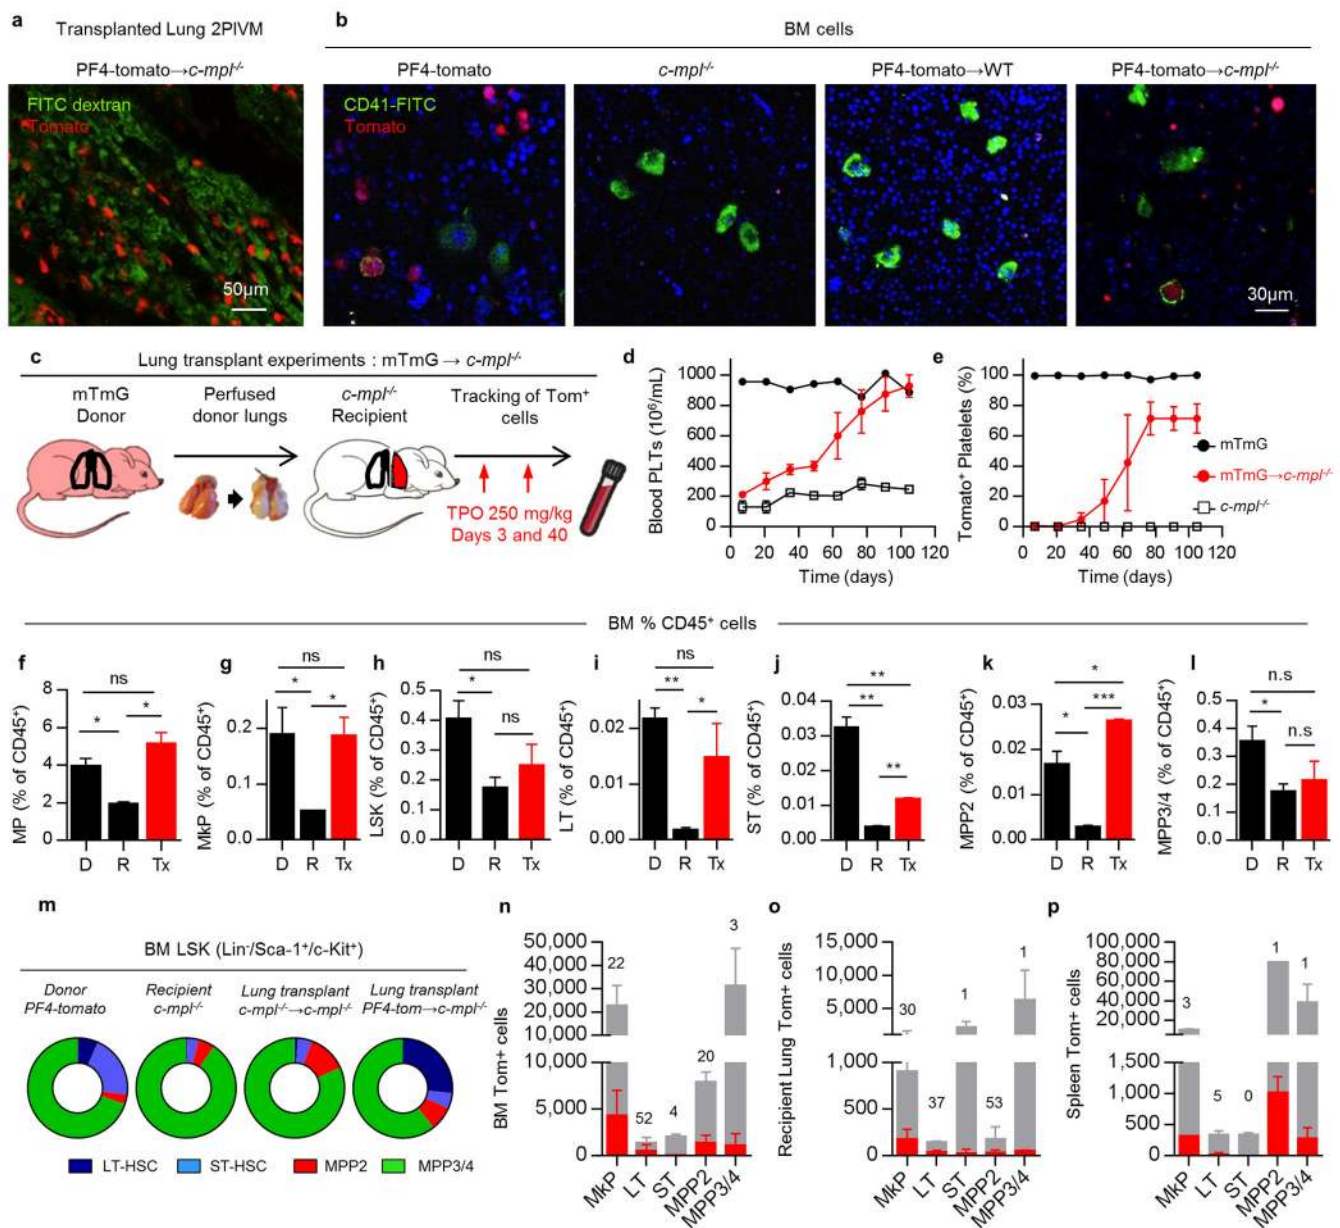 a
Transplanted Lung 2PIVM
PF4-tomato→c-mpl-/-
FITC dextran
Tomato
50µm
b
BM cells
PF4-tomato
c-mpl-/-
PF4-tomato→WT
PF4-tomato→c-mpl-/-
CD41-FITC
Tomato
30µm
c
Lung transplant experiments : mTmG → c-mpl-/-
mTmG
Donor
Perfused
donor lungs
c-mpl-/-
Recipient
Tracking of Tom+
cells
TPO 250 mg/kg
Days 3 and 40
d
Blood PLTs (10⁶/mL)
1000
800
600
400
200
0
0 20 40 60 80 100 120
Time (days)
e
Tomato+ Platelets (%)
100
80
60
40
20
0
0 20 40 60 80 100 120
Time (days)
mTmG
mTmG→c-mpl-/-
c-mpl-/-
BM % CD45+ cells
f
MP (% of CD45+)
8
6
4
2
0
ns
* *
D R Tx
g
MkP (% of CD45+)
0.2
0.1
0.0
ns
* *
D R Tx
h
LSK (% of CD45+)
0.5
0.4
0.3
0.2
0.1
0.0
ns
* ns
D R Tx
i
LT (% of CD45+)
0.02
0.01
0.00
ns
** *
D R Tx
j
ST (% of CD45+)
0.04
0.03
0.02
0.01
0.00
**
**
**
D R Tx
k
MPP2 (% of CD45+)
0.03
0.02
0.01
0.00
*
* ***
D R Tx
l
MPP3/4 (% of CD45+)
0.5
0.4
0.3
0.2
0.1
0.0
n.s
*
n.s
D R Tx
m
BM LSK (Lin-/Sca-1+/c-Kit+)
Donor
PF4-tomato
Recipient
c-mpl-/-
Lung transplant
c-mpl-/-→c-mpl-/-
Lung transplant
PF4-tom→c-mpl-/-
LT-HSC ST-HSC MPP2 MPP3/4
n
BM Tom+ cells
50,000
40,000
30,000
20,000
10,000
10,000
5,000
0
22 52 4 20 3
MkP LT ST MPP2 MPP3/4
o
Recipient Lung Tom+ cells
15,000
10,000
5,000
1,000
500
0
30 37 1 53 1
MkP LT ST MPP2 MPP3/4
p
Spleen Tom+ cells
100,000
80,000
60,000
40,000
20,000
1,500
1,000
500
0
3 5 0 1 1
MkP LT ST MPP2 MPP3/4